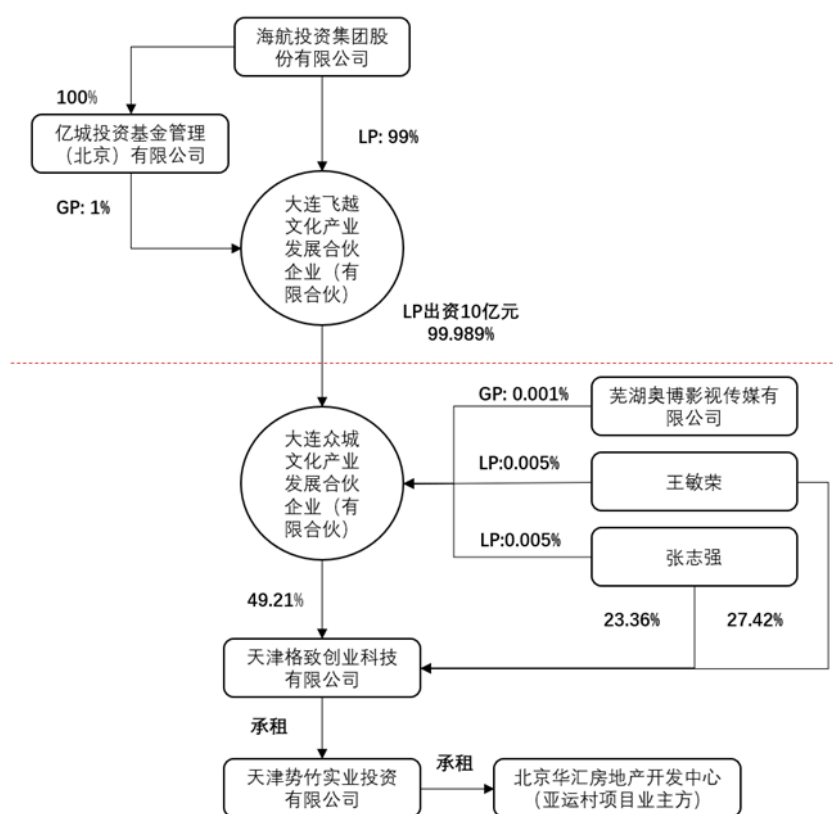 海航投资集团股
份有限公司
100%
亿城投资基金管理
（北京）有限公司
LP: 99%
GP: 1%
大连飞越
文化产业
发展合伙
企业（有
限合伙）
LP出资10亿元
99.989%
GP: 0.001%
芜湖奥博影视传媒有
限公司
大连众城
文化产业
发展合伙
企业（有
限合伙）
LP:0.005%
王敏荣
LP:0.005%
张志强
49.21%
23.36%
27.42%
天津格致创业科技
有限公司
承租
天津势竹实业投资
有限公司
承租
北京华汇房地产开发中心
（亚运村项目业主方）